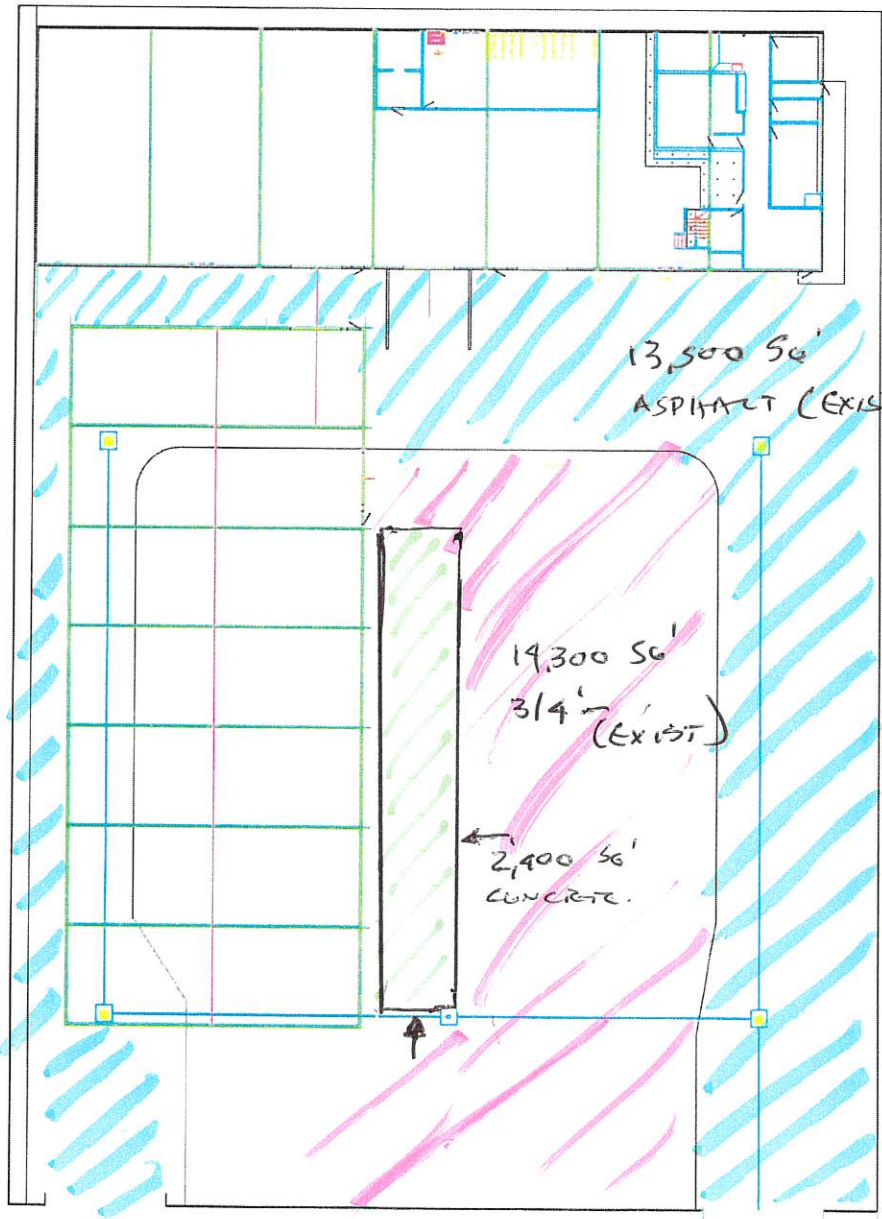 13,500 SQ'
ASPHALT (EXIS
14,300 SQ'
3/4"
(EXIST)
2,400 SQ'
CONCRETE.